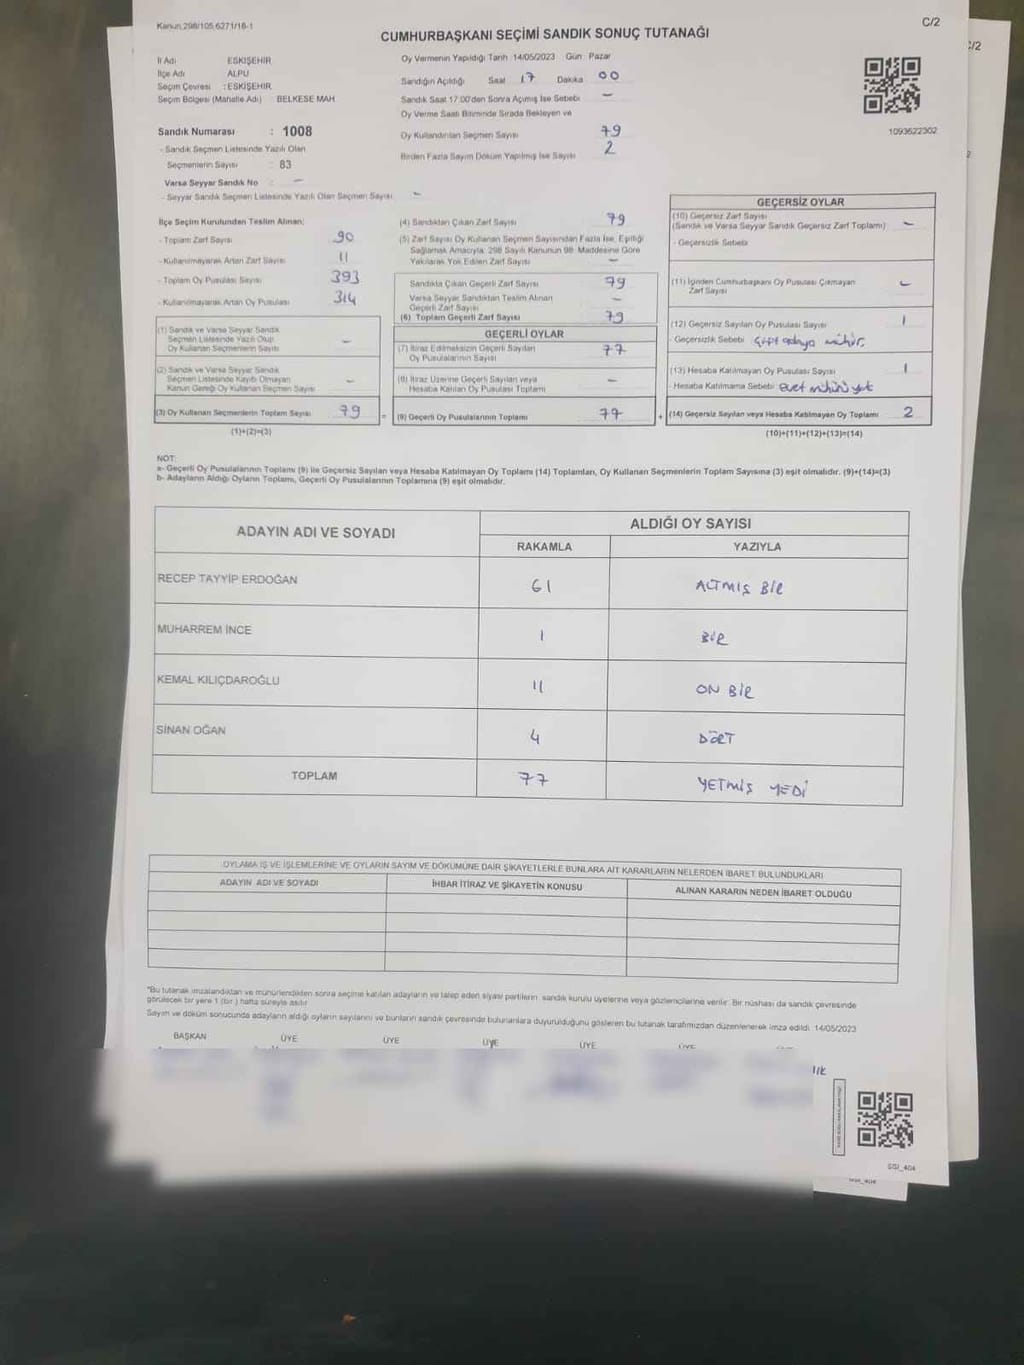 Kanun 298/105,6271/16-1
C/2
CUMHURBAŞKANI SEÇİMİ SANDIK SONUÇ TUTANAĞI
İl Adı ESKİŞEHİR
İlçe Adı ALPU
Seçim Çevresi : ESKİŞEHİR
Seçim Bölgesi (Mahalle Adı) BELKESE MAH
Sandık Numarası : 1008
- Sandık Seçmen Listesinde Yazılı Olan
Seçmenlerin Sayısı : 83
Varsa Seyyar Sandık No : -
- Seyyar Sandık Seçmen Listesinde Yazılı Olan Seçmen Sayısı -
Oy Vermenin Yapıldığı Tarih 14/05/2023 Gün Pazar
Sandığın Açıldığı Saat 17 Dakika 00
Sandık Saat 17:00'den Sonra Açılmış İse Sebebi -
Oy Verme Saati Bitiminde Sırada Bekleyen ve
Oy Kullandırılan Seçmen Sayısı 79
Birden Fazla Sayım Döküm Yapılmış İse Sayısı 2
1093622302
İlçe Seçim Kurulundan Teslim Alınan;
- Toplam Zarf Sayısı 90
- Kullanılmayarak Artan Zarf Sayısı 11
- Toplam Oy Pusulası Sayısı 393
- Kullanılmayarak Artan Oy Pusulası 314
(1) Sandık ve Varsa Seyyar Sandık
Seçmen Listesinde Yazılı Olup
Oy Kullanan Seçmenlerin Sayısı -
(2) Sandık ve Varsa Seyyar Sandık
Seçmen Listesinde Kayıtlı Olmayan
Kanun Gereği Oy Kullanan Seçmen Sayısı -
(3) Oy Kullanan Seçmenlerin Toplam Sayısı 79
(1)+(2)=(3)
(4) Sandıktan Çıkan Zarf Sayısı 79
(5) Zarf Sayısı Oy Kullanan Seçmen Sayısından Fazla İse, Eşitliği
Sağlamak Amacıyla; 298 Sayılı Kanunun 98. Maddesine Göre
Yakılarak Yok Edilen Zarf Sayısı -
Sandıkta Çıkan Geçerli Zarf Sayısı 79
Varsa Seyyar Sandıktan Teslim Alınan
Geçerli Zarf Sayısı -
(6) Toplam Geçerli Zarf Sayısı 79
GEÇERLİ OYLAR
(7) İtiraz Edilmeksizin Geçerli Sayılan
Oy Pusulalarının Sayısı 77
(8) İtiraz Üzerine Geçerli Sayılan veya
Hesaba Katılan Oy Pusulası Toplamı -
= (9) Geçerli Oy Pusulalarının Toplamı 77
GEÇERSİZ OYLAR
(10) Geçersiz Zarf Sayısı
(Sandık ve Varsa Seyyar Sandık Geçersiz Zarf Toplamı) -
- Geçersizlik Sebebi
(11) İçinden Cumhurbaşkanı Oy Pusulası Çıkmayan
Zarf Sayısı -
(12) Geçersiz Sayılan Oy Pusulası Sayısı 1
- Geçersizlik Sebebi mühür.
(13) Hesaba Katılmayan Oy Pusulası Sayısı 1
- Hesaba Katılmama Sebebi evet mührü yok
+ (14) Geçersiz Sayılan veya Hesaba Katılmayan Oy Toplamı 2
(10)+(11)+(12)+(13)=(14)
NOT:
a- Geçerli Oy Pusulalarının Toplamı (9) ile Geçersiz Sayılan veya Hesaba Katılmayan Oy Toplamı (14) Toplamları, Oy Kullanan Seçmenlerin Toplam Sayısına (3) eşit olmalıdır. (9)+(14)=(3)
b- Adayların Aldığı Oyların Toplamı, Geçerli Oy Pusulalarının Toplamına (9) eşit olmalıdır.
ADAYIN ADI VE SOYADI ALDIĞI OY SAYISI
RAKAMLA YAZIYLA
RECEP TAYYİP ERDOĞAN 61 ALTMIŞ BİR
MUHARREM İNCE 1 BİR
KEMAL KILIÇDAROĞLU 11 ON BİR
SİNAN OĞAN 4 DÖRT
TOPLAM 77 YETMİŞ YEDİ
OYLAMA İŞ VE İŞLEMLERİNE VE OYLARIN SAYIM VE DÖKÜMÜNE DAİR ŞİKAYETLERLE BUNLARA AİT KARARLARIN NELERDEN İBARET BULUNDUKLARI
ADAYIN ADI VE SOYADI İHBAR İTİRAZ VE ŞİKAYETİN KONUSU ALINAN KARARIN NEDEN İBARET OLDUĞU
"Bu tutanak imzalandıktan ve mühürlendikten sonra seçime katılan adayların ve talep eden siyasi partilerin sandık kurulu üyelerine veya gözlemcilerine verilir. Bir nüshası da sandık çevresinde
görülecek bir yere 1 (bir ) hafta süreyle asılır.
Sayım ve döküm sonucunda adayların aldığı oyların sayılarını ve bunların sandık çevresinde bulunanlara duyurulduğunu gösteren bu tutanak tarafımızdan düzenlenerek imza edildi. 14/05/2023
BAŞKAN ÜYE ÜYE ÜYE ÜYE ÜYE